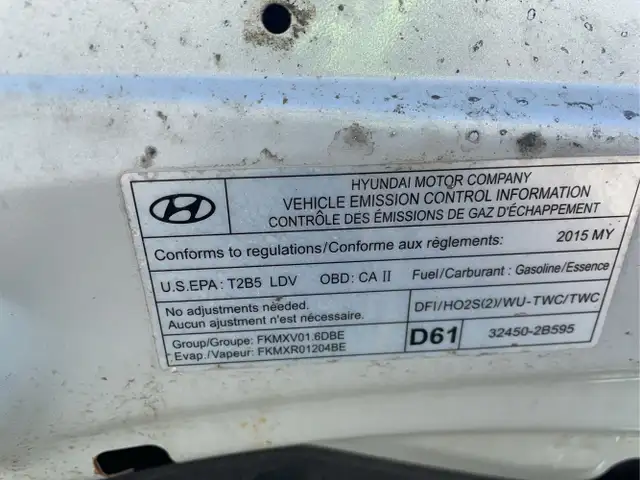 HYUNDAI MOTOR COMPANY
VEHICLE EMISSION CONTROL INFORMATION
CONTRÔLE DES ÉMISSIONS DE GAZ D'ÉCHAPPEMENT
Conforms to regulations/Conforme aux règlements: 2015 MY
U.S.EPA : T2B5 LDV OBD: CA II Fuel/Carburant : Gasoline/Essence
No adjustments needed.
Aucun ajustment n'est nécessaire.
DFI/HO2S(2)/WU-TWC/TWC
Group/Groupe: FKMXV01.6DBE
Evap./Vapeur: FKMXR01204BE
D61
32450-2B595